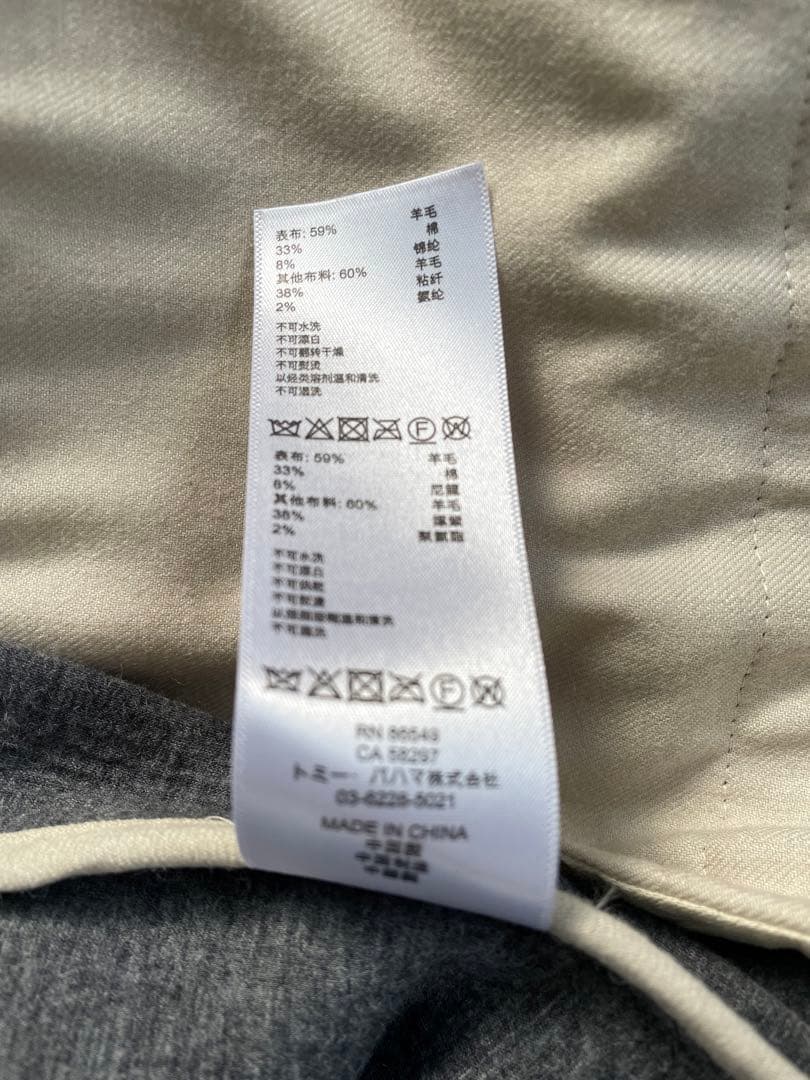 表布: 59% 羊毛
33% 棉
8% 锦纶
其他布料: 60% 羊毛
38% 粘纤
2% 氨纶
不可水洗
不可漂白
不可翻转干燥
不可熨烫
以烃类溶剂温和清洗
不可湿洗
F W
表布: 59% 羊毛
33% 棉
8% 尼龍
其他布料: 60% 羊毛
38% 嫘縈
2% 聚氨脂
不可水洗
不可漂白
不可烘乾
不可熨燙
不可濕洗
F W
RN 86549
CA 58297
トミー バハマ株式会社
03-6228-5021
MADE IN CHINA
中国製
中国制造
中國製